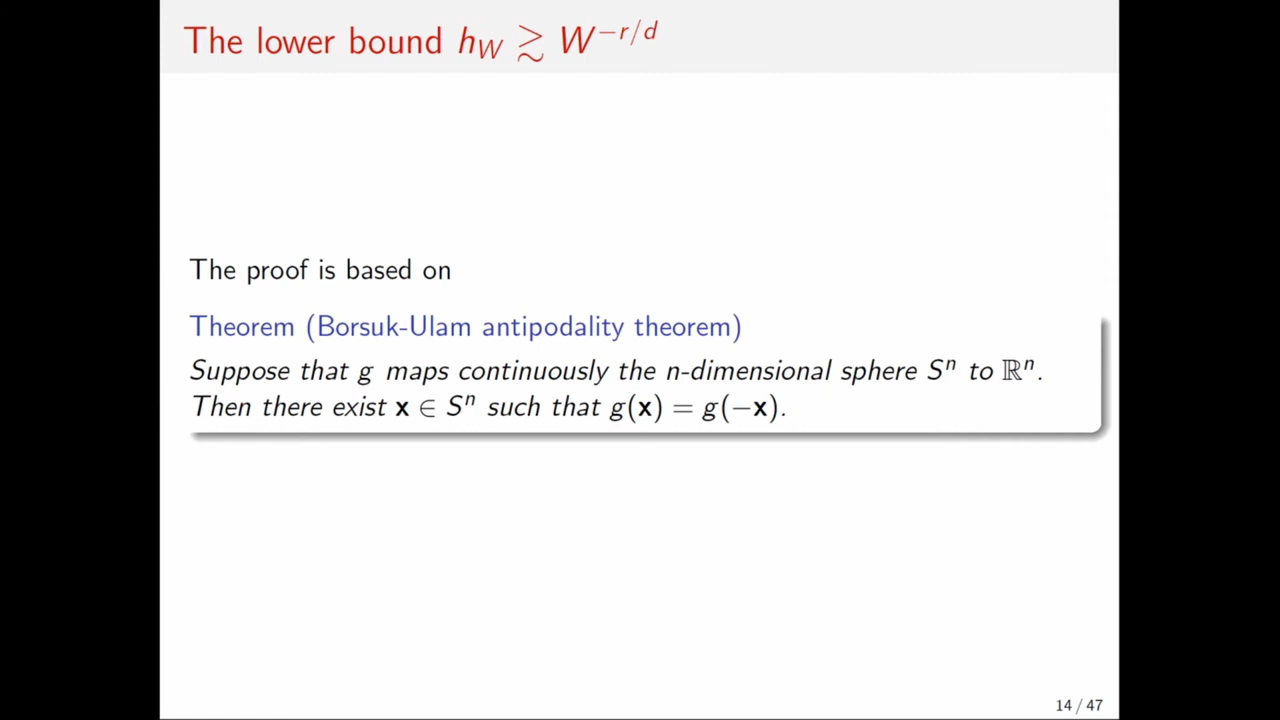 The lower bound h_W ≳ W^{−r/d}
The proof is based on
Theorem (Borsuk-Ulam antipodality theorem)
Suppose that g maps continuously the n-dimensional sphere S^n to ℝ^n.
Then there exist x ∈ S^n such that g(x) = g(−x).
14 / 47